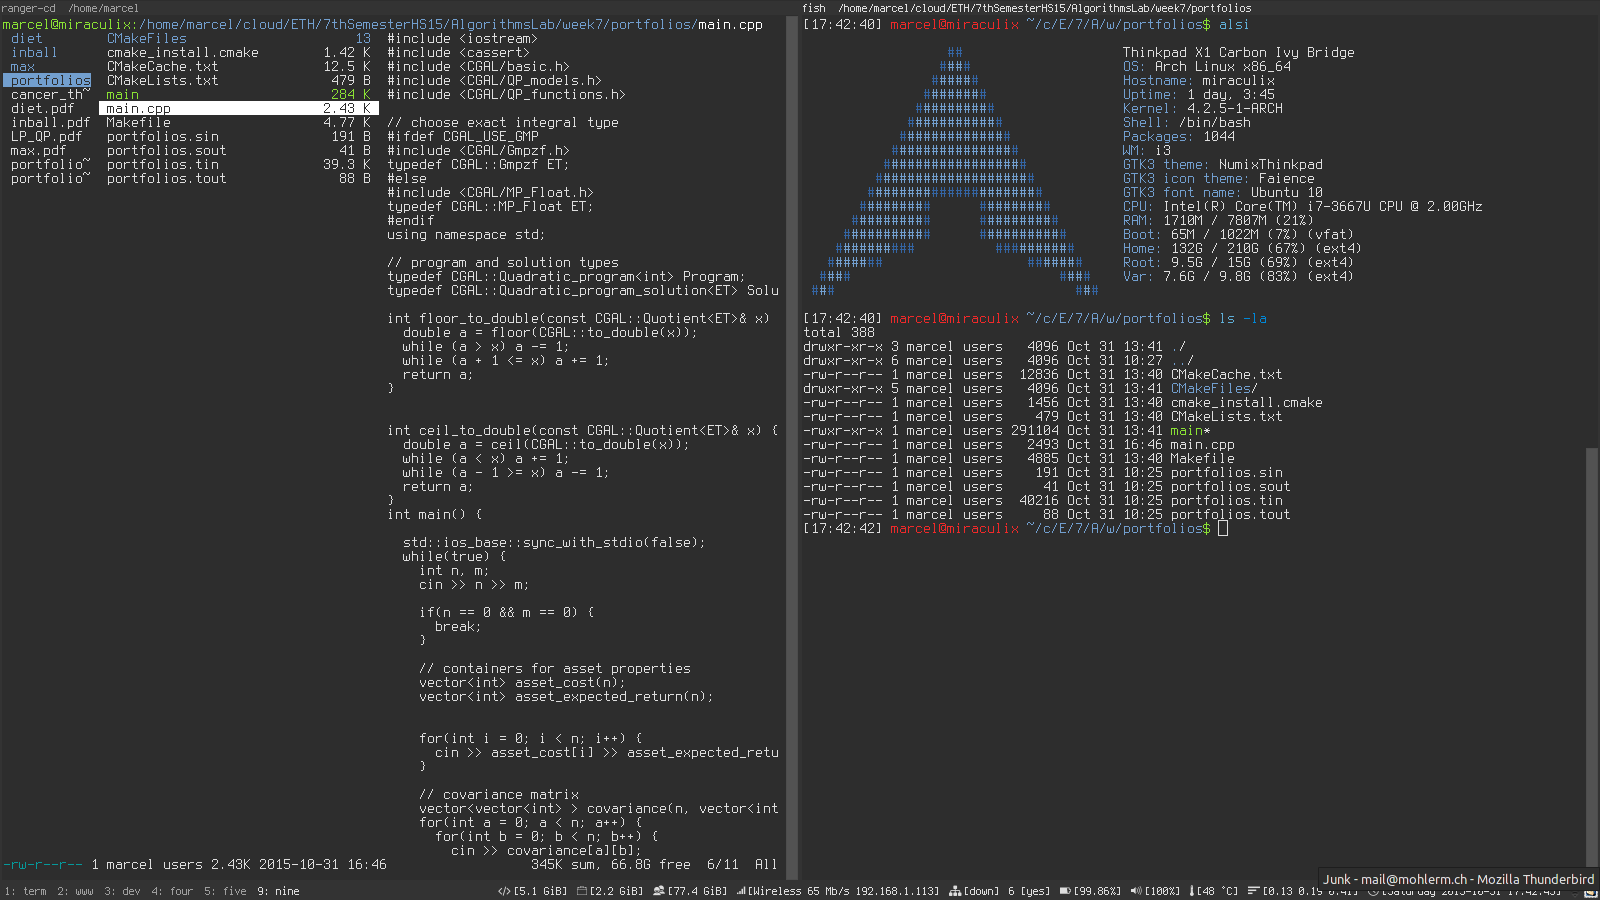 ranger-cd /home/marcel
marcel@miraculix:/home/marcel/cloud/ETH/7thSemesterHS15/AlgorithmsLab/week7/portfolios/main.cpp
diet
inball
max
portfolios
cancer_th~
diet.pdf
inball.pdf
LP_QP.pdf
max.pdf
portfolio~
portfolio~
CMakeFiles 13
cmake_install.cmake 1.42 K
CMakeCache.txt 12.5 K
CMakeLists.txt 479 B
main 284 K
main.cpp 2.43 K
Makefile 4.77 K
portfolios.sin 191 B
portfolios.sout 41 B
portfolios.tin 39.3 K
portfolios.tout 88 B
#include <iostream>
#include <cassert>
#include <CGAL/basic.h>
#include <CGAL/QP_models.h>
#include <CGAL/QP_functions.h>
// choose exact integral type
#ifdef CGAL_USE_GMP
#include <CGAL/Gmpzf.h>
typedef CGAL::Gmpzf ET;
#else
#include <CGAL/MP_Float.h>
typedef CGAL::MP_Float ET;
#endif
using namespace std;
// program and solution types
typedef CGAL::Quadratic_program<int> Program;
typedef CGAL::Quadratic_program_solution<ET> Solu
int floor_to_double(const CGAL::Quotient<ET>& x)
double a = floor(CGAL::to_double(x));
while (a > x) a -= 1;
while (a + 1 <= x) a += 1;
return a;
}
int ceil_to_double(const CGAL::Quotient<ET>& x) {
double a = ceil(CGAL::to_double(x));
while (a < x) a += 1;
while (a - 1 >= x) a -= 1;
return a;
}
int main() {
std::ios_base::sync_with_stdio(false);
while(true) {
int n, m;
cin >> n >> m;
if(n == 0 && m == 0) {
break;
}
// containers for asset properties
vector<int> asset_cost(n);
vector<int> asset_expected_return(n);
for(int i = 0; i < n; i++) {
cin >> asset_cost[i] >> asset_expected_retu
}
// covariance matrix
vector<vector<int> > covariance(n, vector<int
for(int a = 0; a < n; a++) {
for(int b = 0; b < n; b++) {
cin >> covariance[a][b];
-rw-r--r-- 1 marcel users 2.43K 2015-10-31 16:46 345K sum, 66.8G free 6/11 All
fish /home/marcel/cloud/ETH/7thSemesterHS15/AlgorithmsLab/week7/portfolios
[17:42:40] marcel@miraculix ~/c/E/7/A/w/portfolios$ alsi
##
####
######
########
##########
############
##############
################
##################
####################
######################
######### ########
########## ##########
########### ###########
########## ##########
####### #######
#### ####
### ###
Thinkpad X1 Carbon Ivy Bridge
OS: Arch Linux x86_64
Hostname: miraculix
Uptime: 1 day, 3:45
Kernel: 4.2.5-1-ARCH
Shell: /bin/bash
Packages: 1044
WM: i3
GTK3 theme: NumixThinkpad
GTK3 icon theme: Faience
GTK3 font name: Ubuntu 10
CPU: Intel(R) Core(TM) i7-3667U CPU @ 2.00GHz
RAM: 1710M / 7807M (21%)
Boot: 65M / 1022M (7%) (vfat)
Home: 132G / 210G (67%) (ext4)
Root: 9.5G / 15G (69%) (ext4)
Var: 7.6G / 9.8G (83%) (ext4)
[17:42:40] marcel@miraculix ~/c/E/7/A/w/portfolios$ ls -la
total 388
drwxr-xr-x 3 marcel users 4096 Oct 31 13:41 ./
drwxr-xr-x 6 marcel users 4096 Oct 31 10:27 ../
-rw-r--r-- 1 marcel users 12836 Oct 31 13:40 CMakeCache.txt
drwxr-xr-x 5 marcel users 4096 Oct 31 13:41 CMakeFiles/
-rw-r--r-- 1 marcel users 1456 Oct 31 13:40 cmake_install.cmake
-rw-r--r-- 1 marcel users 479 Oct 31 13:40 CMakeLists.txt
-rwxr-xr-x 1 marcel users 291104 Oct 31 13:41 main*
-rw-r--r-- 1 marcel users 2493 Oct 31 16:46 main.cpp
-rw-r--r-- 1 marcel users 4885 Oct 31 13:40 Makefile
-rw-r--r-- 1 marcel users 191 Oct 31 10:25 portfolios.sin
-rw-r--r-- 1 marcel users 41 Oct 31 10:25 portfolios.sout
-rw-r--r-- 1 marcel users 40216 Oct 31 10:25 portfolios.tin
-rw-r--r-- 1 marcel users 88 Oct 31 10:25 portfolios.tout
[17:42:42] marcel@miraculix ~/c/E/7/A/w/portfolios$
Junk - mail@mohlerm.ch - Mozilla Thunderbird
1: term 2: www 3: dev 4: four 5: five 9: nine
[5.1 GiB] [2.2 GiB] [77.4 GiB] [Wireless 65 Mb/s 192.168.1.113] [down] 6 [yes] [99.86%] [100%] [48 °C] [0.13 0.19 0.41] [Saturday 2015-10-31 17:42:43]